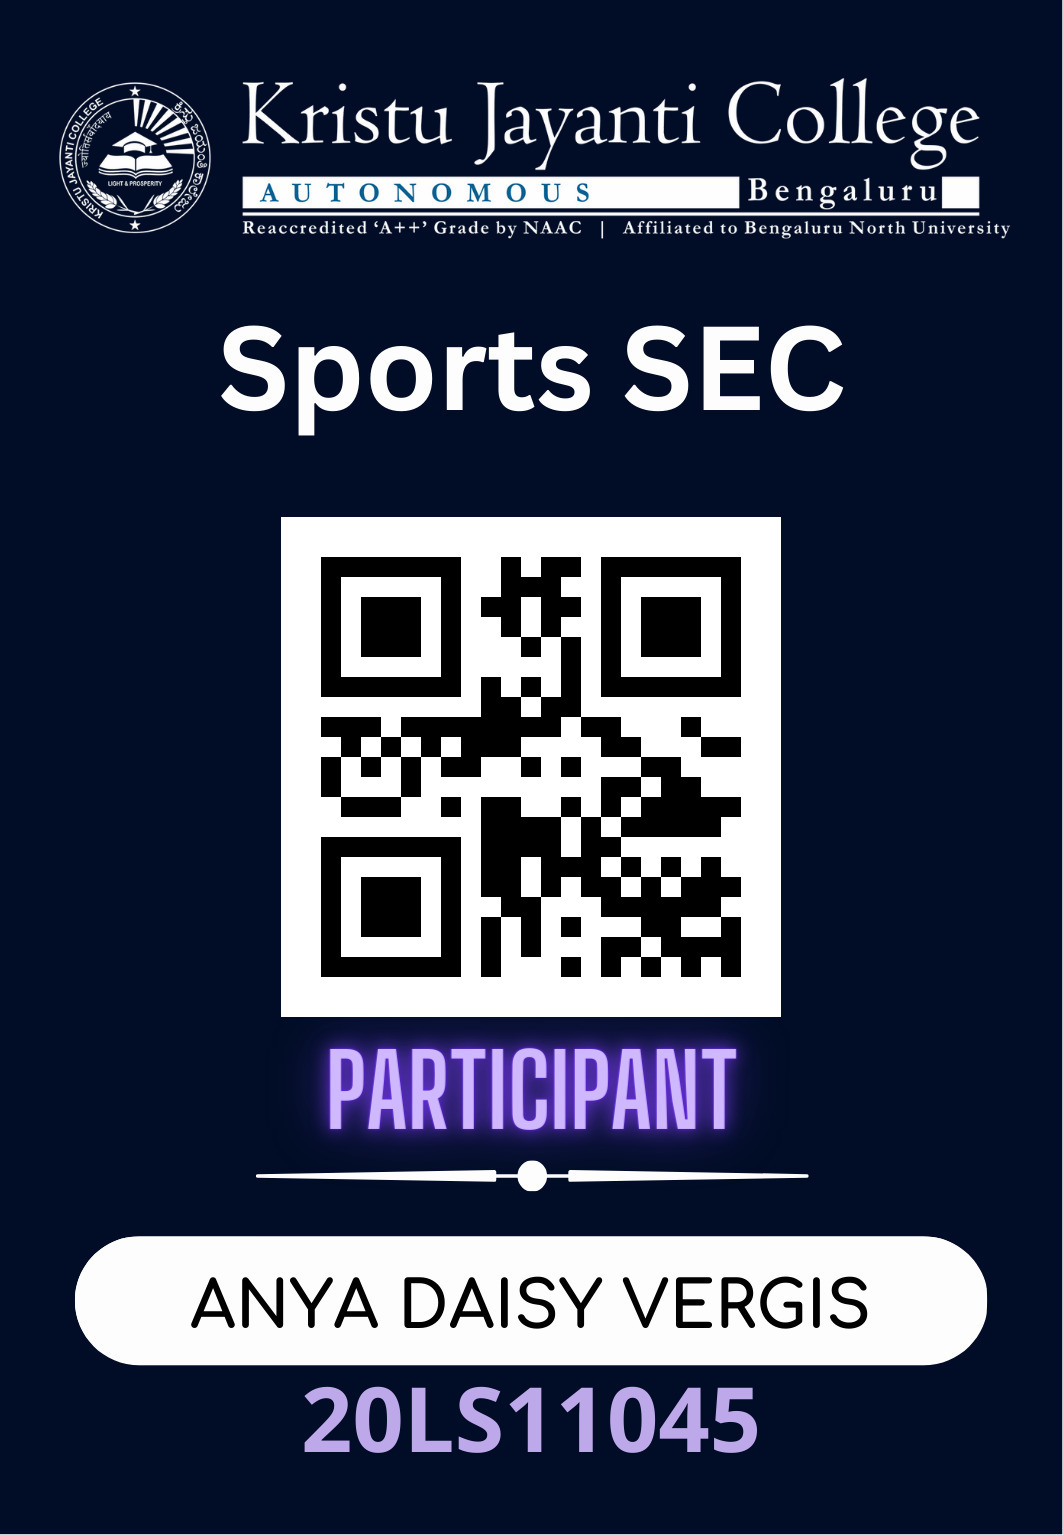 Kristu Jayanti College
AUTONOMOUS Bengaluru
Reaccredited ‘A++’ Grade by NAAC | Affiliated to Bengaluru North University
KRISTU JAYANTI COLLEGE
LIGHT & PROSPERITY
Sports SEC
PARTICIPANT
ANYA DAISY VERGIS
20LS11045